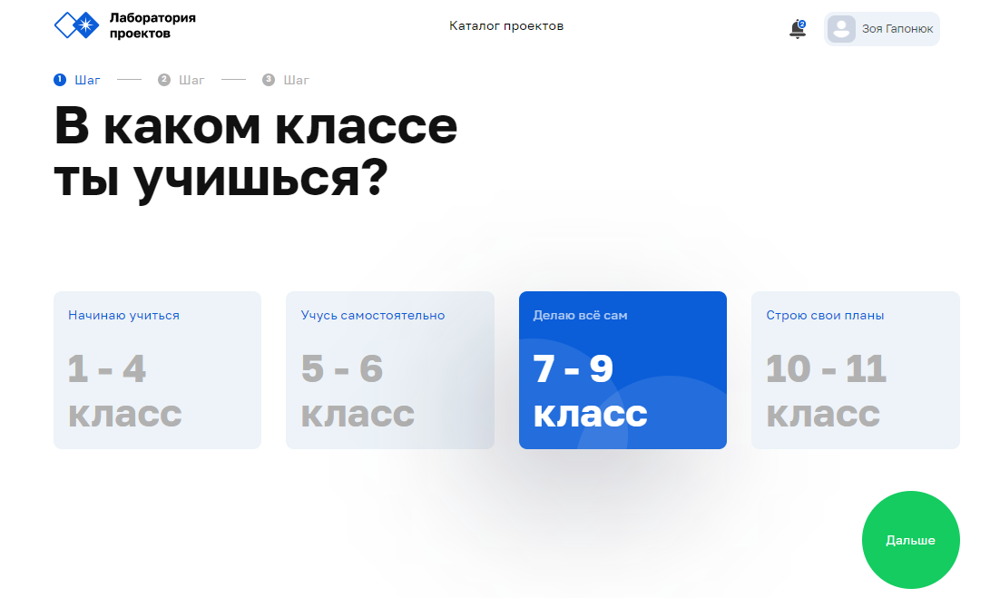 Лаборатория
проектов
Каталог проектов
2
Зоя Гапонюк
1 Шаг
2 Шаг
3 Шаг
В каком классе
ты учишься?
Начинаю учиться
1 - 4
класс
Учусь самостоятельно
5 - 6
класс
Делаю всё сам
7 - 9
класс
Строю свои планы
10 - 11
класс
Дальше